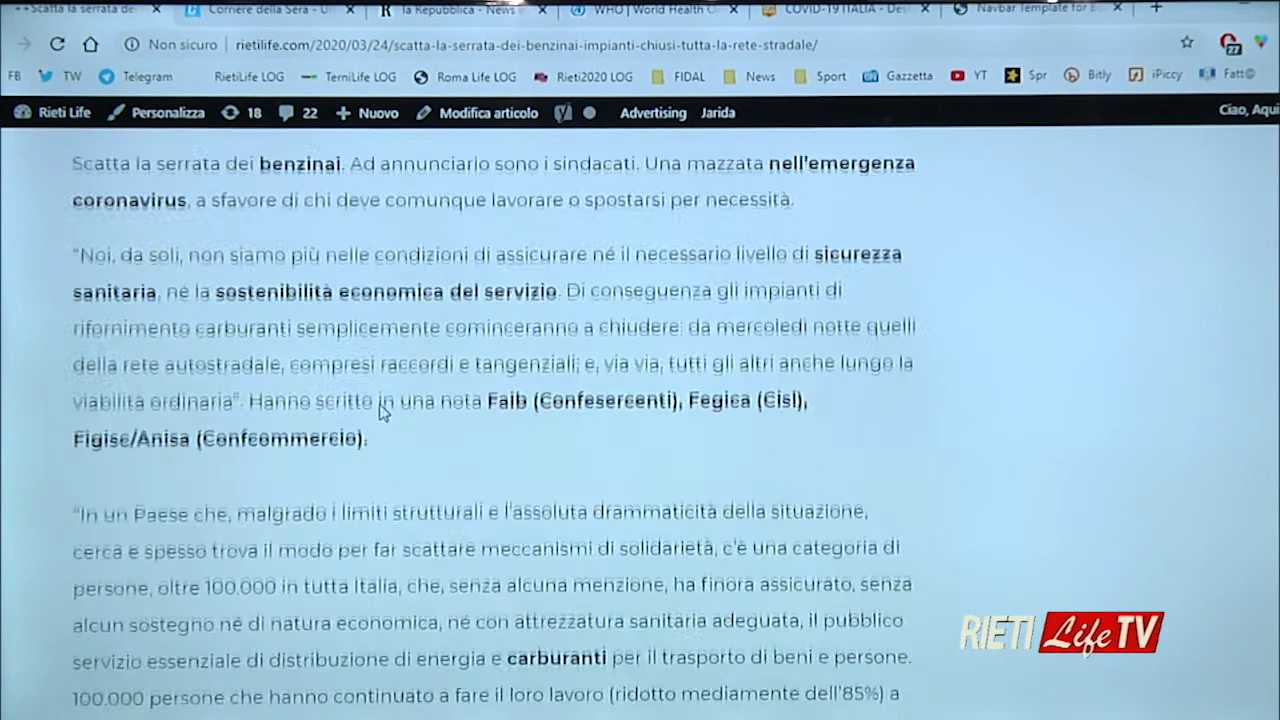 Scatta la serrata de
Corriere della Sera - U
la Repubblica - News i
WHO | World Health O
COVID-19 ITALIA - De
Navbar Template for B
Non suro | rietilife.com/2020/03/24/scatta-la-serrata-dei-benzinai-impianti-chiusi-tutta-la-rete-stradale/
FB TW Telegram RietiLife LOG TerniLife LOG Roma Life LOG Rieti2020 LOG FIDAL News Sport Gazzetta YT Spr Bitly iPiccy Fatt©
Rieti Life Personalizza 18 22 Nuovo Modifica articolo Advertising Jarida Ciao, Aqui
Scatta la serrata dei benzinai. Ad annunciarlo sono i sindacati. Una mazzata nell'emergenza
coronavirus, a sfavore di chi deve comunque lavorare o spostarsi per necessità.
"Noi, da soli, non siamo più nelle condizioni di assicurare né il necessario livello di sicurezza
sanitaria, né la sostenibilità economica del servizio. Di conseguenza gli impianti di
rifornimento carburanti semplicemente cominceranno a chiudere: da mercoledì notte quelli
della rete autostradale, compresi raccordi e tangenziali; e, via via, tutti gli altri anche lungo la
viabilità ordinaria". Hanno scritto in una nota Faib (Confesercenti), Fegica (Cisl),
Figisc/Anisa (Confcommercio).
"In un Paese che, malgrado i limiti strutturali e l'assoluta drammaticità della situazione,
cerca e spesso trova il modo per far scattare meccanismi di solidarietà, c'è una categoria di
persone, oltre 100.000 in tutta Italia, che, senza alcuna menzione, ha finora assicurato, senza
alcun sostegno né di natura economica, né con attrezzatura sanitaria adeguata, il pubblico
servizio essenziale di distribuzione di energia e carburanti per il trasporto di beni e persone.
100.000 persone che hanno continuato a fare il loro lavoro (ridotto mediamente dell'85%) a
RIETI Life TV